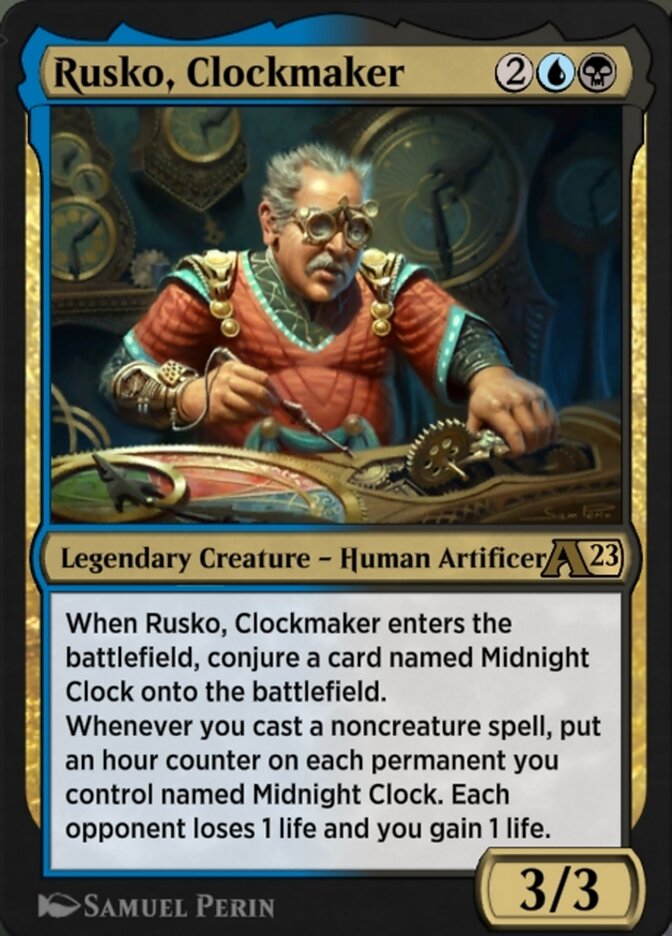 Rusko, Clockmaker 2
Legendary Creature – Human Artificer A23
When Rusko, Clockmaker enters the
battlefield, conjure a card named Midnight
Clock onto the battlefield.
Whenever you cast a noncreature spell, put
an hour counter on each permanent you
control named Midnight Clock. Each
opponent loses 1 life and you gain 1 life.
3/3
Samuel Perin